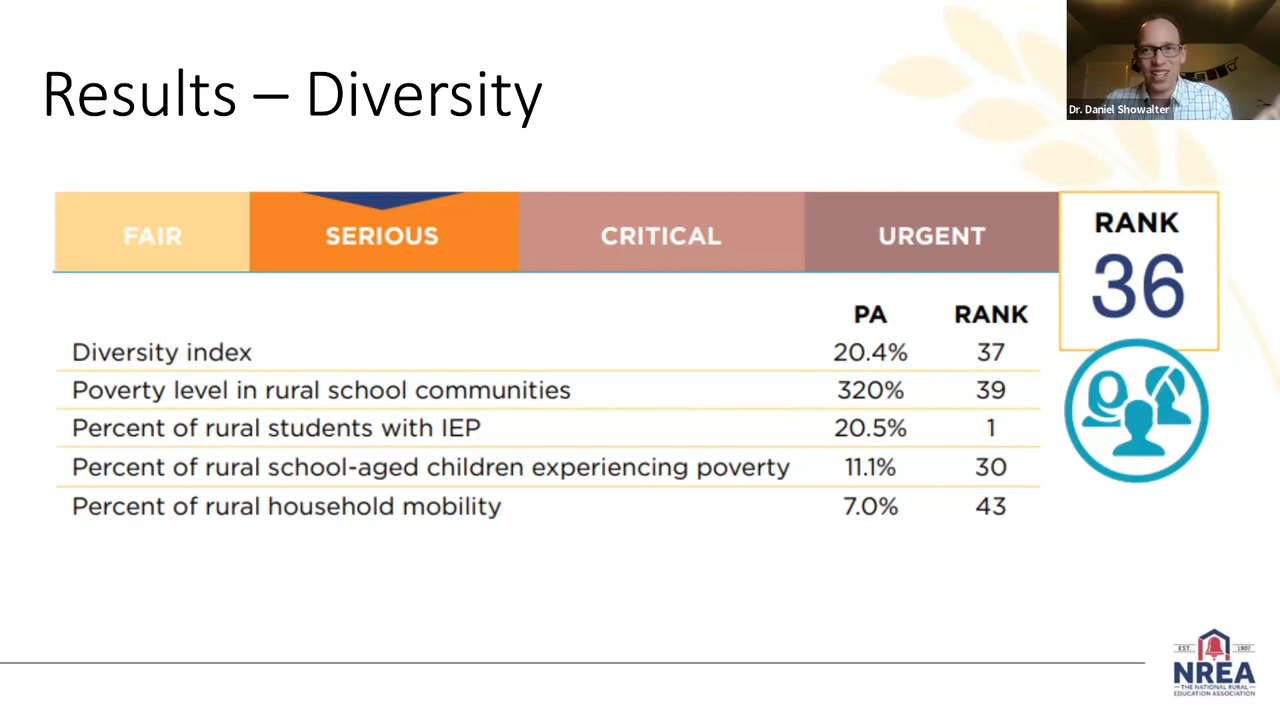 Results – Diversity
Dr. Daniel Showalter
FAIR SERIOUS CRITICAL URGENT
RANK
36
PA RANK
Diversity index 20.4% 37
Poverty level in rural school communities 320% 39
Percent of rural students with IEP 20.5% 1
Percent of rural school-aged children experiencing poverty 11.1% 30
Percent of rural household mobility 7.0% 43
EST. 1907
NREA
THE NATIONAL RURAL
EDUCATION ASSOCIATION